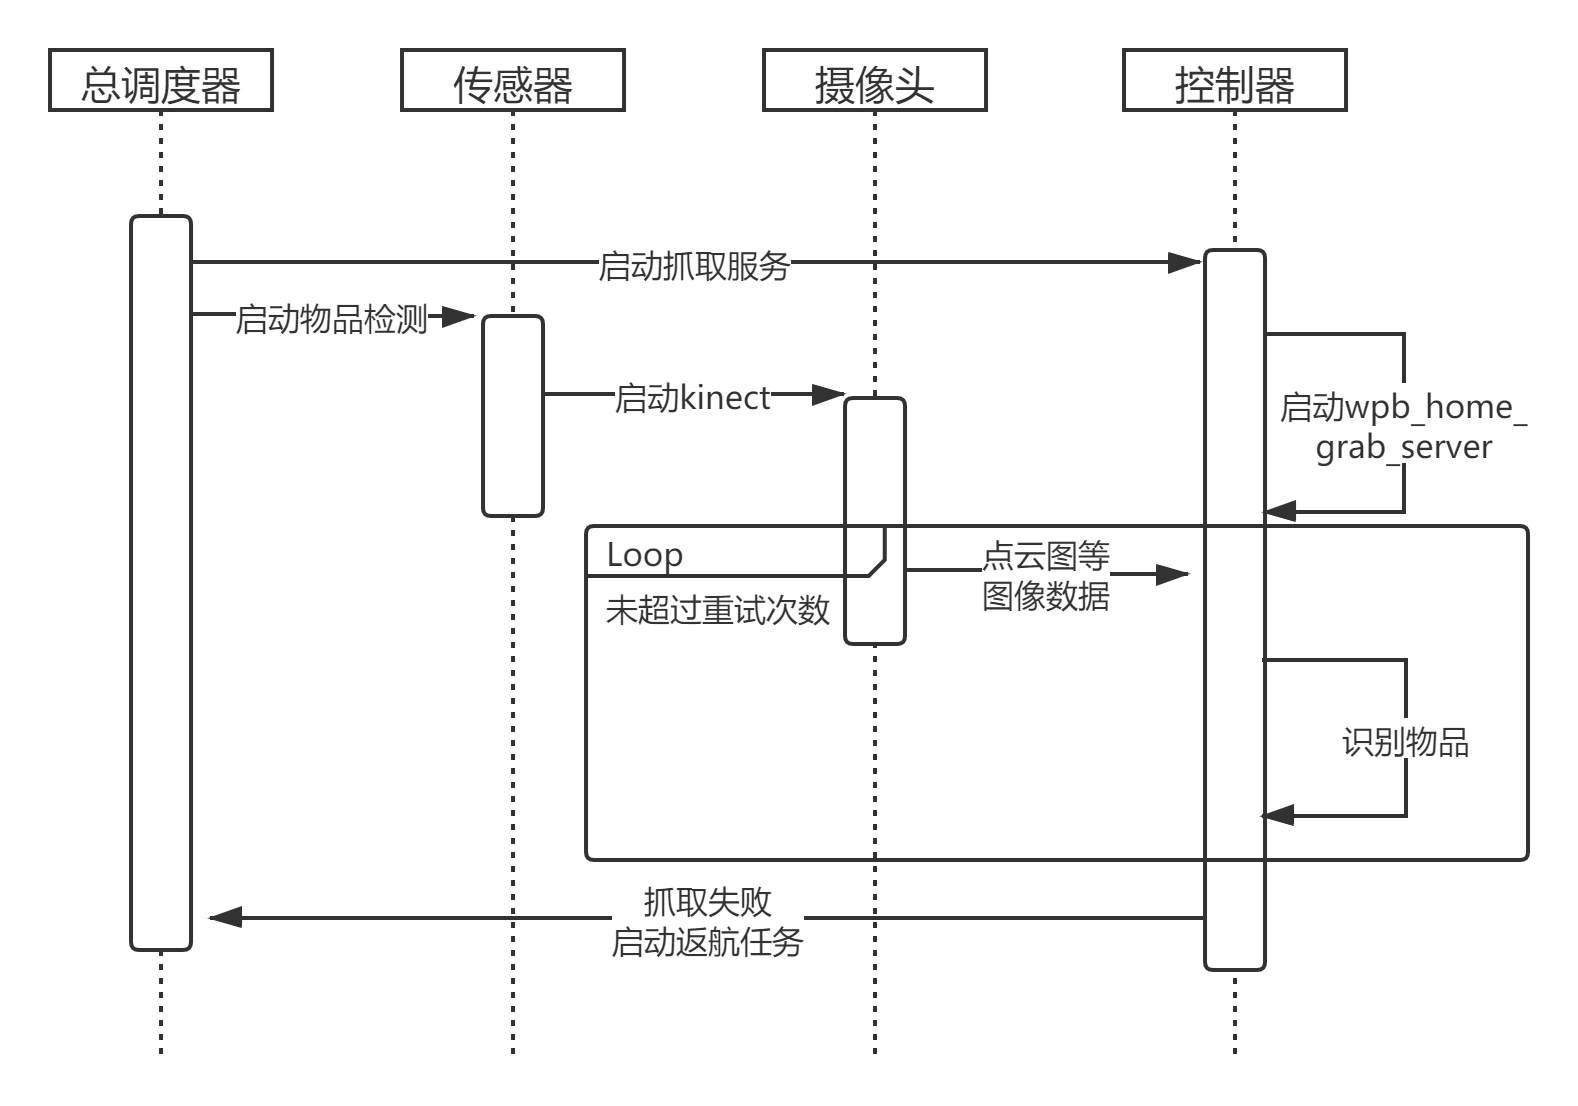 总调度器
传感器
摄像头
控制器
启动抓取服务
启动物品检测
启动kinect
启动wpb_home_
grab_server
Loop
点云图等
图像数据
未超过重试次数
识别物品
抓取失败
启动返航任务